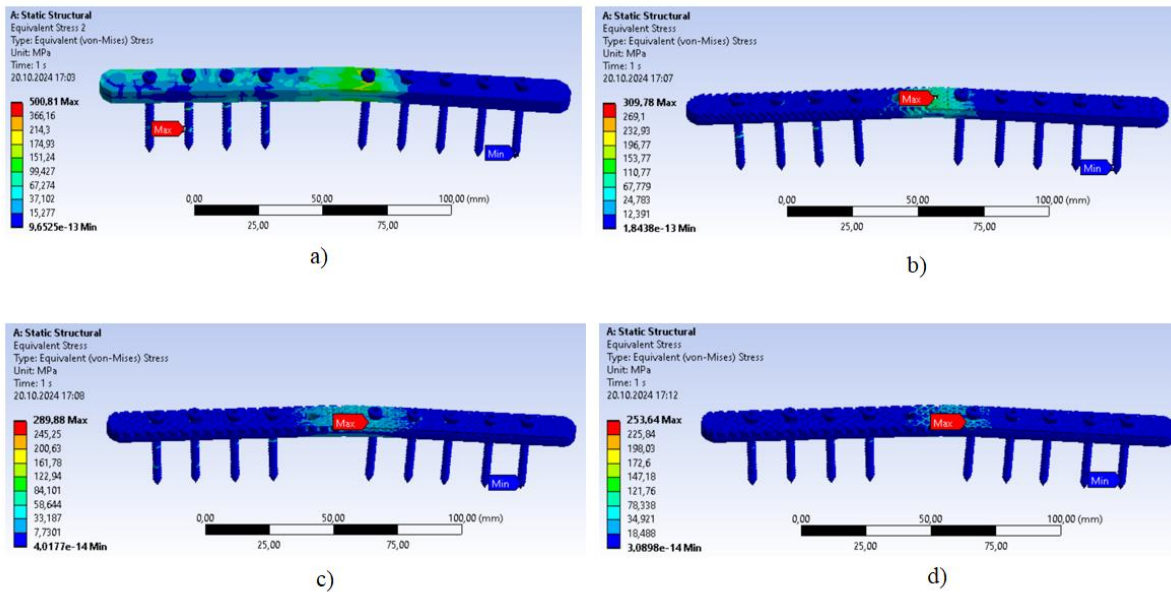 A: Static Structural
Equivalent Stress 2
Type: Equivalent (von-Mises) Stress
Unit: MPa
Time: 1 s
20.10.2024 17:03
500,81 Max
366,16
214,3
174,93
151,24
99,427
67,274
37,102
15,277
9,6525e-13 Min
Max
Min
0,00 50,00 100,00 (mm)
25,00 75,00
a)
A: Static Structural
Equivalent Stress
Type: Equivalent (von-Mises) Stress
Unit: MPa
Time: 1 s
20.10.2024 17:07
309,78 Max
269,1
232,93
196,77
153,77
110,77
67,779
24,783
12,391
1,8438e-13 Min
Max
Min
0,00 50,00 100,00 (mm)
25,00 75,00
b)
A: Static Structural
Equivalent Stress
Type: Equivalent (von-Mises) Stress
Unit: MPa
Time: 1 s
20.10.2024 17:08
289,88 Max
245,25
200,63
161,78
122,94
84,101
58,644
33,187
7,7301
4,0177e-14 Min
Max
Min
0,00 50,00 100,00 (mm)
25,00 75,00
c)
A: Static Structural
Equivalent Stress
Type: Equivalent (von-Mises) Stress
Unit: MPa
Time: 1 s
20.10.2024 17:12
253,64 Max
225,84
198,03
172,6
147,18
121,76
78,338
34,921
18,488
3,0898e-14 Min
Max
Min
0,00 50,00 100,00 (mm)
25,00 75,00
d)